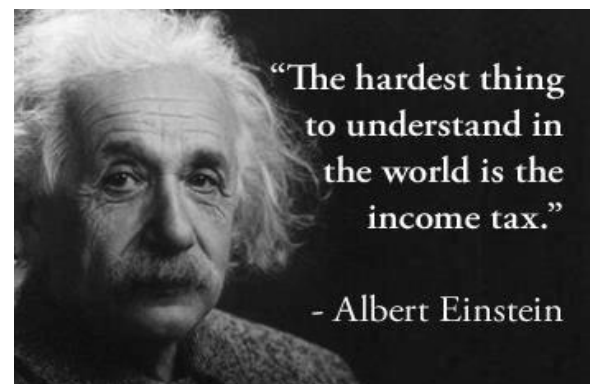 “The hardest thing
to understand in
the world is the
income tax.”
- Albert Einstein